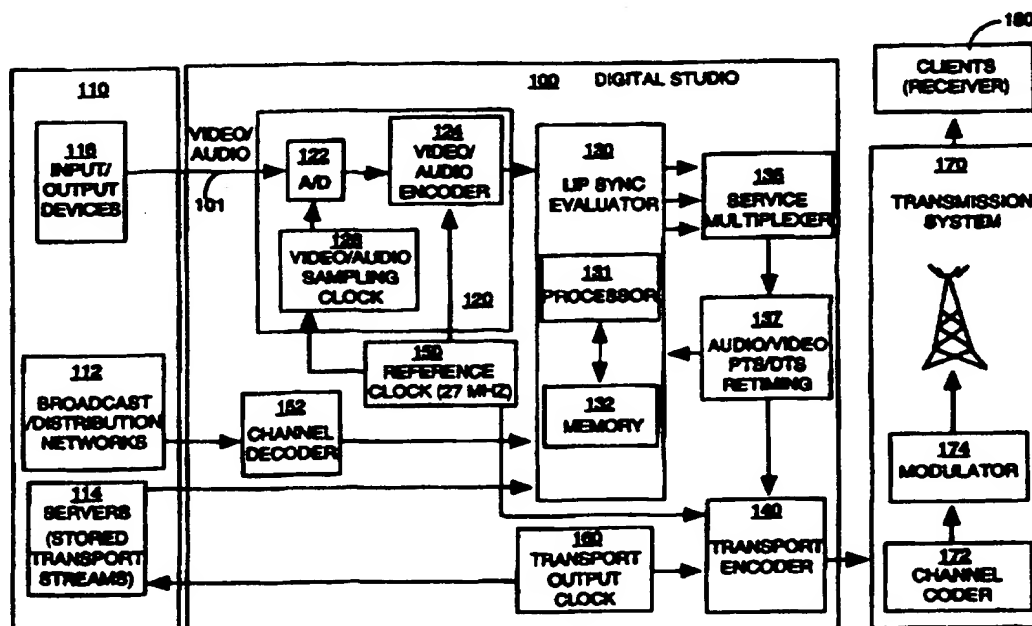 180
CLIENTS
(RECEIVER)
110
100 DIGITAL STUDIO
116
INPUT/
OUTPUT
DEVICES
VIDEO/
AUDIO
101
122
A/D
124
VIDEO/
AUDIO
ENCODER
126
VIDEO/AUDIO
SAMPLING
CLOCK
120
130
LIP SYNC
EVALUATOR
131
PROCESSOR
132
MEMORY
135
SERVICE
MULTIPLEXER
137
AUDIO/VIDEO
PTS/DTS
RETIMING
170
TRANSMISSION
SYSTEM
150
REFERENCE
CLOCK (27 MHZ)
112
BROADCAST
/DISTRIBUTION
NETWORKS
152
CHANNEL
DECODER
114
SERVERS
(STORED
TRANSPORT
STREAMS)
160
TRANSPORT
OUTPUT
CLOCK
140
TRANSPORT
ENCODER
174
MODULATOR
172
CHANNEL
CODER